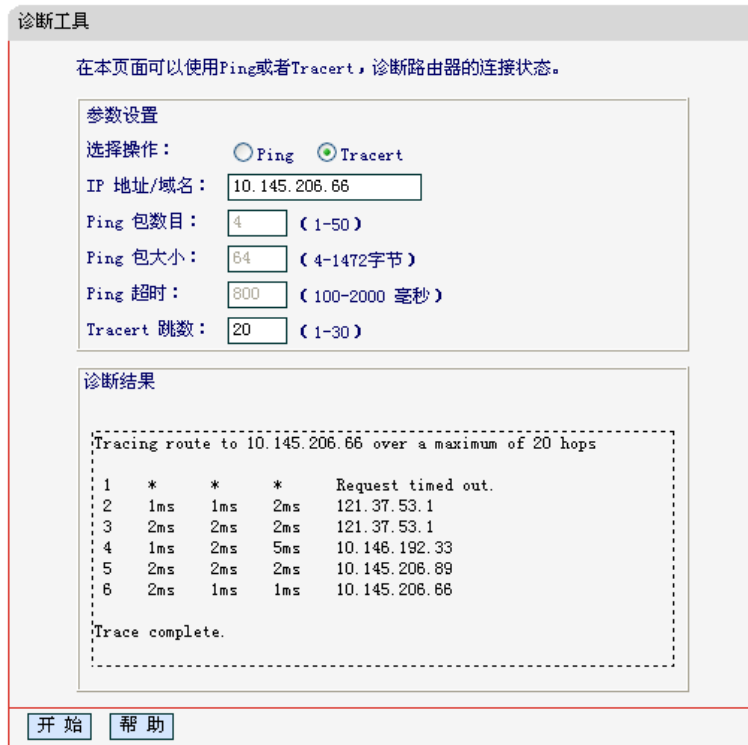 诊断工具
在本页面可以使用Ping或者Tracert，诊断路由器的连接状态。
参数设置
选择操作： Ping Tracert
IP 地址/域名： 10.145.206.66
Ping 包数目： 4 （1-50）
Ping 包大小： 64 （4-1472字节）
Ping 超时： 800 （100-2000 毫秒）
Tracert 跳数： 20 （1-30）
诊断结果
Tracing route to 10.145.206.66 over a maximum of 20 hops
1 * * * Request timed out.
2 1ms 1ms 2ms 121.37.53.1
3 2ms 2ms 2ms 121.37.53.1
4 1ms 2ms 5ms 10.146.192.33
5 2ms 2ms 2ms 10.145.206.89
6 2ms 1ms 1ms 10.145.206.66
Trace complete.
开 始 帮 助